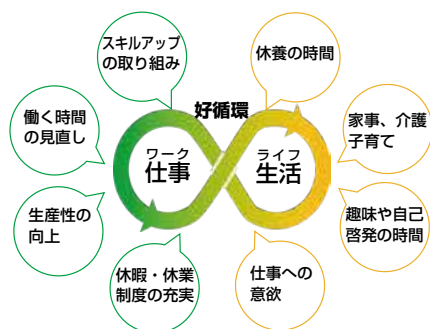 スキルアップ
の取り組み
休養の時間
好循環
働く時間
の見直し
家事、介護
子育て
ワーク
仕事
ライフ
生活
生産性の
向上
趣味や自己
啓発の時間
休暇・休業
制度の充実
仕事への
意欲